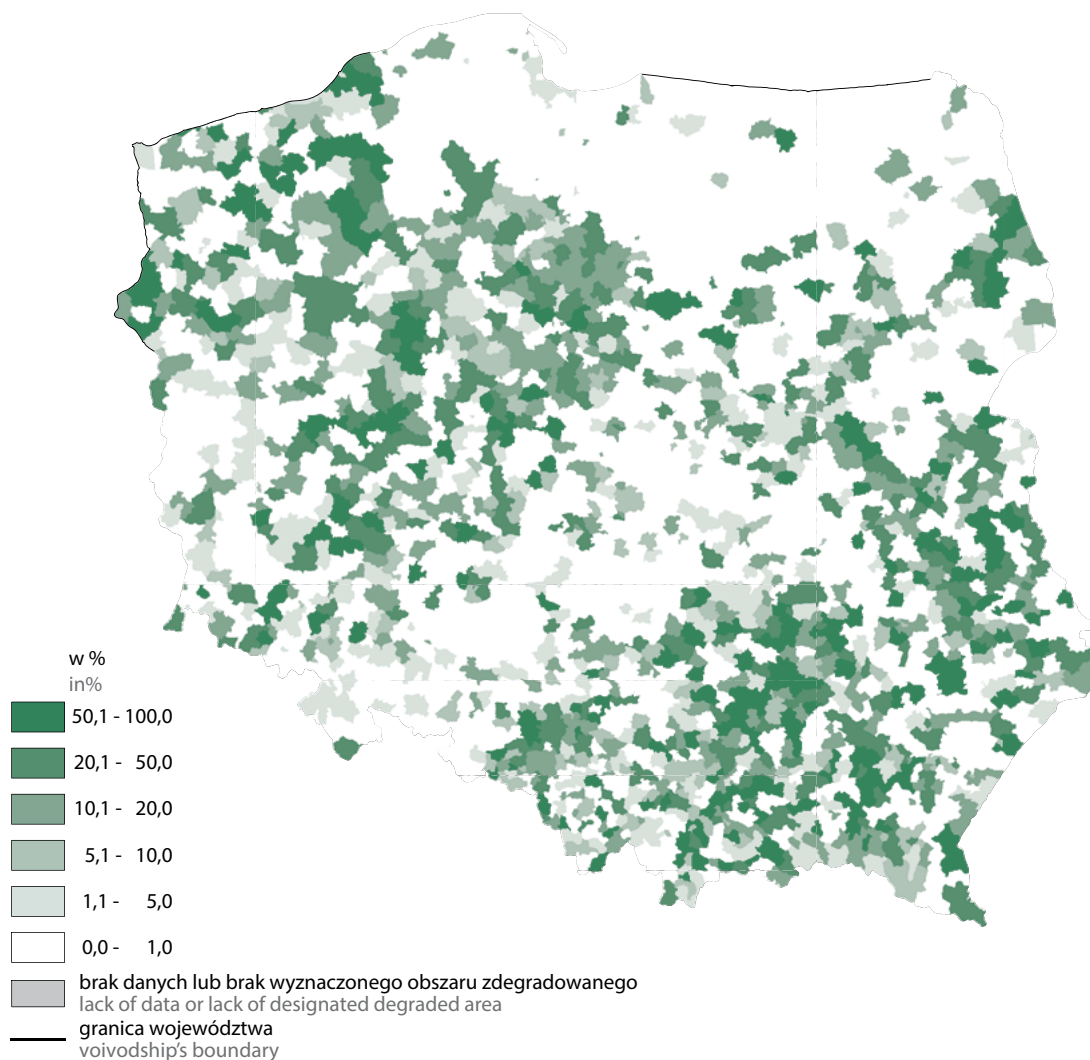 w %
in%
50,1 - 100,0
20,1 - 50,0
10,1 - 20,0
5,1 - 10,0
1,1 - 5,0
0,0 - 1,0
brak danych lub brak wyznaczonego obszaru zdegradowanego
lack of data or lack of designated degraded area
granica województwa
voivodship's boundary